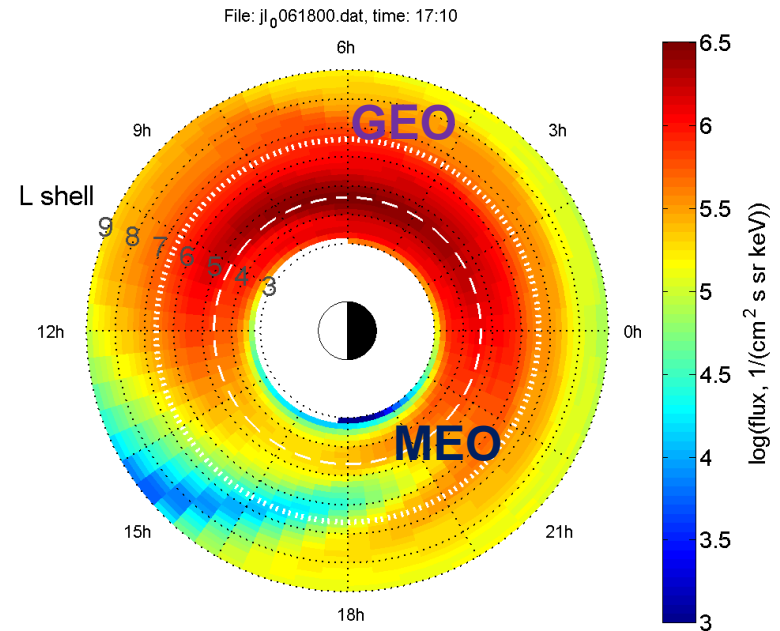 File: jI₀061800.dat, time: 17:10
6h
6.5
9h
GEO
3h
6
L shell
5.5
9
8
7
6
5
4
3
5
12h
0h
log(flux, 1/(cm² s sr keV))
4.5
MEO
4
15h
21h
3.5
18h
3